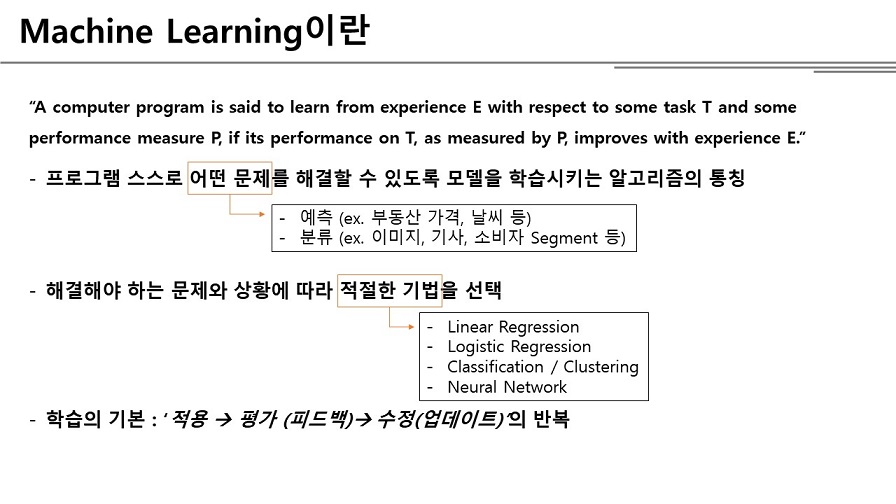 Machine Learning이란
“A computer program is said to learn from experience E with respect to some task T and some
performance measure P, if its performance on T, as measured by P, improves with experience E.”
- 프로그램 스스로 어떤 문제를 해결할 수 있도록 모델을 학습시키는 알고리즘의 통칭
- 예측 (ex. 부동산 가격, 날씨 등)
- 분류 (ex. 이미지, 기사, 소비자 Segment 등)
- 해결해야 하는 문제와 상황에 따라 적절한 기법을 선택
- Linear Regression
- Logistic Regression
- Classification / Clustering
- Neural Network
- 학습의 기본 : ‘적용 → 평가 (피드백)→ 수정(업데이트)’의 반복